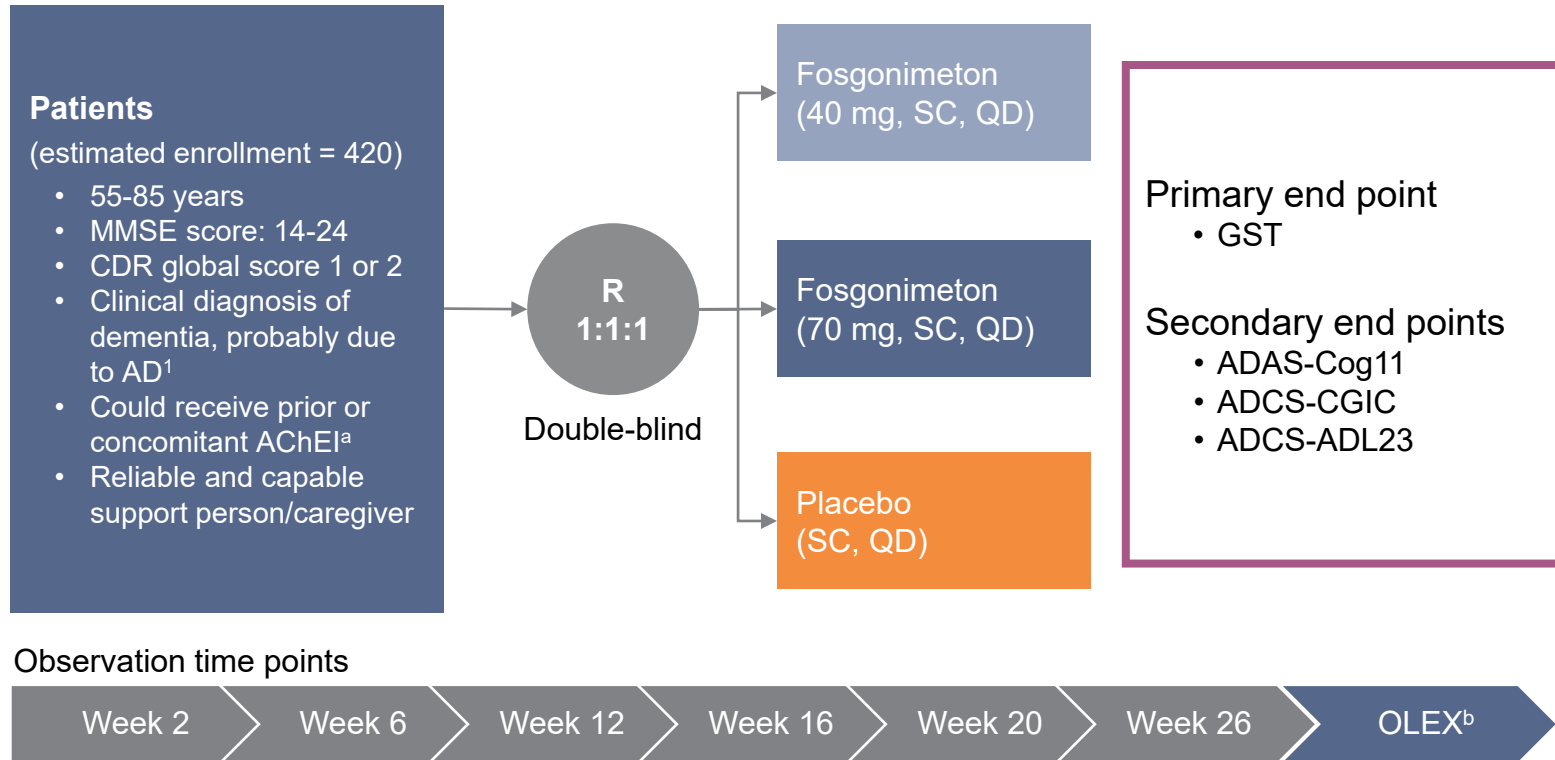 Patients
(estimated enrollment = 420)
• 55-85 years
• MMSE score: 14-24
• CDR global score 1 or 2
• Clinical diagnosis of
dementia, probably due
to AD¹
• Could receive prior or
concomitant AChEIᵃ
• Reliable and capable
support person/caregiver
R
1:1:1
Double-blind
Fosgonimeton
(40 mg, SC, QD)
Fosgonimeton
(70 mg, SC, QD)
Placebo
(SC, QD)
Primary end point
• GST
Secondary end points
• ADAS-Cog11
• ADCS-CGIC
• ADCS-ADL23
Observation time points
Week 2
Week 6
Week 12
Week 16
Week 20
Week 26
OLEXᵇ